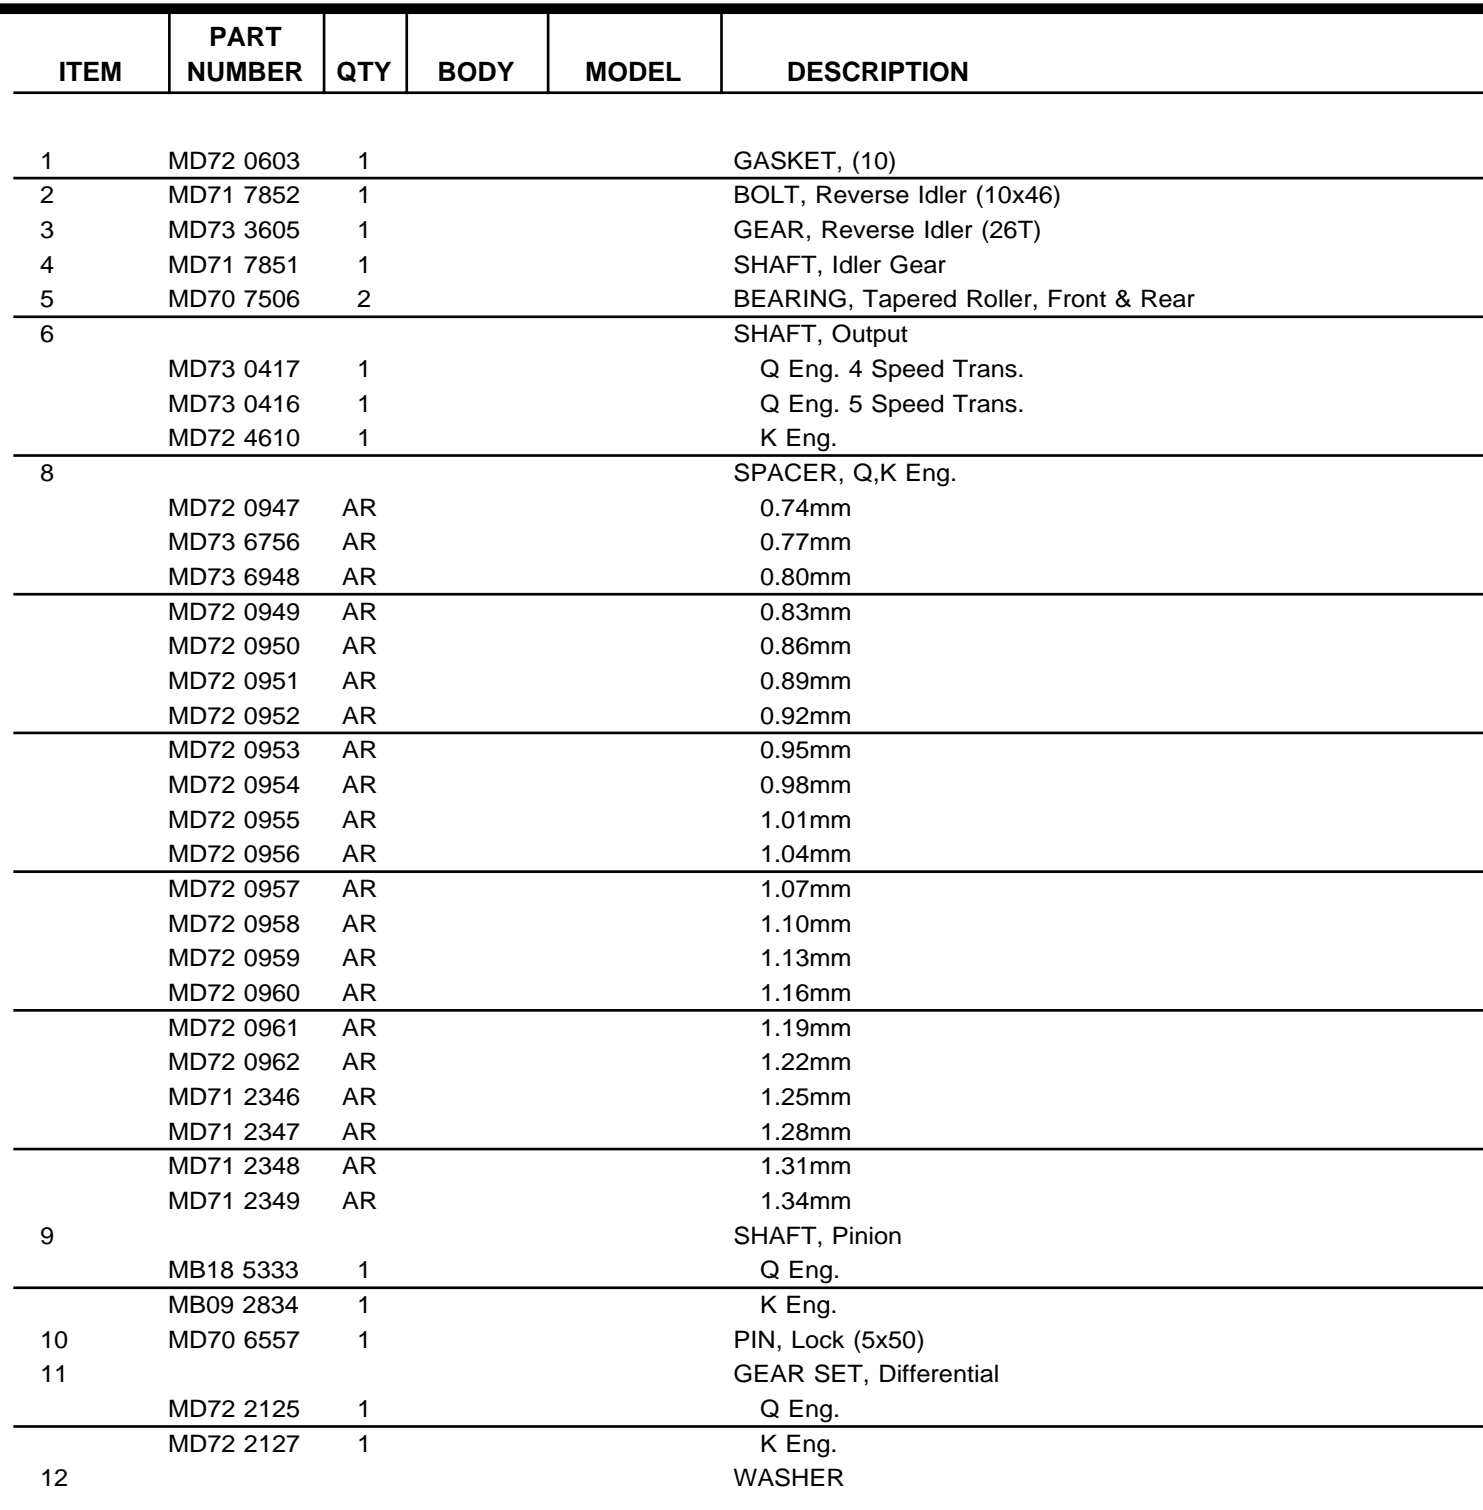 PART
ITEM NUMBER QTY BODY MODEL DESCRIPTION
1 MD72 0603 1 GASKET, (10)
2 MD71 7852 1 BOLT, Reverse Idler (10x46)
3 MD73 3605 1 GEAR, Reverse Idler (26T)
4 MD71 7851 1 SHAFT, Idler Gear
5 MD70 7506 2 BEARING, Tapered Roller, Front & Rear
6 SHAFT, Output
MD73 0417 1 Q Eng. 4 Speed Trans.
MD73 0416 1 Q Eng. 5 Speed Trans.
MD72 4610 1 K Eng.
8 SPACER, Q,K Eng.
MD72 0947 AR 0.74mm
MD73 6756 AR 0.77mm
MD73 6948 AR 0.80mm
MD72 0949 AR 0.83mm
MD72 0950 AR 0.86mm
MD72 0951 AR 0.89mm
MD72 0952 AR 0.92mm
MD72 0953 AR 0.95mm
MD72 0954 AR 0.98mm
MD72 0955 AR 1.01mm
MD72 0956 AR 1.04mm
MD72 0957 AR 1.07mm
MD72 0958 AR 1.10mm
MD72 0959 AR 1.13mm
MD72 0960 AR 1.16mm
MD72 0961 AR 1.19mm
MD72 0962 AR 1.22mm
MD71 2346 AR 1.25mm
MD71 2347 AR 1.28mm
MD71 2348 AR 1.31mm
MD71 2349 AR 1.34mm
9 SHAFT, Pinion
MB18 5333 1 Q Eng.
MB09 2834 1 K Eng.
10 MD70 6557 1 PIN, Lock (5x50)
11 GEAR SET, Differential
MD72 2125 1 Q Eng.
MD72 2127 1 K Eng.
12 WASHER